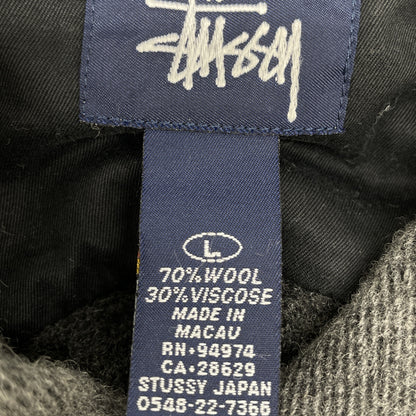 Stussy
L
70% WOOL
30% VISCOSE
MADE IN
MACAU
RN•94974
CA•28629
STUSSY JAPAN
0548-22-7366